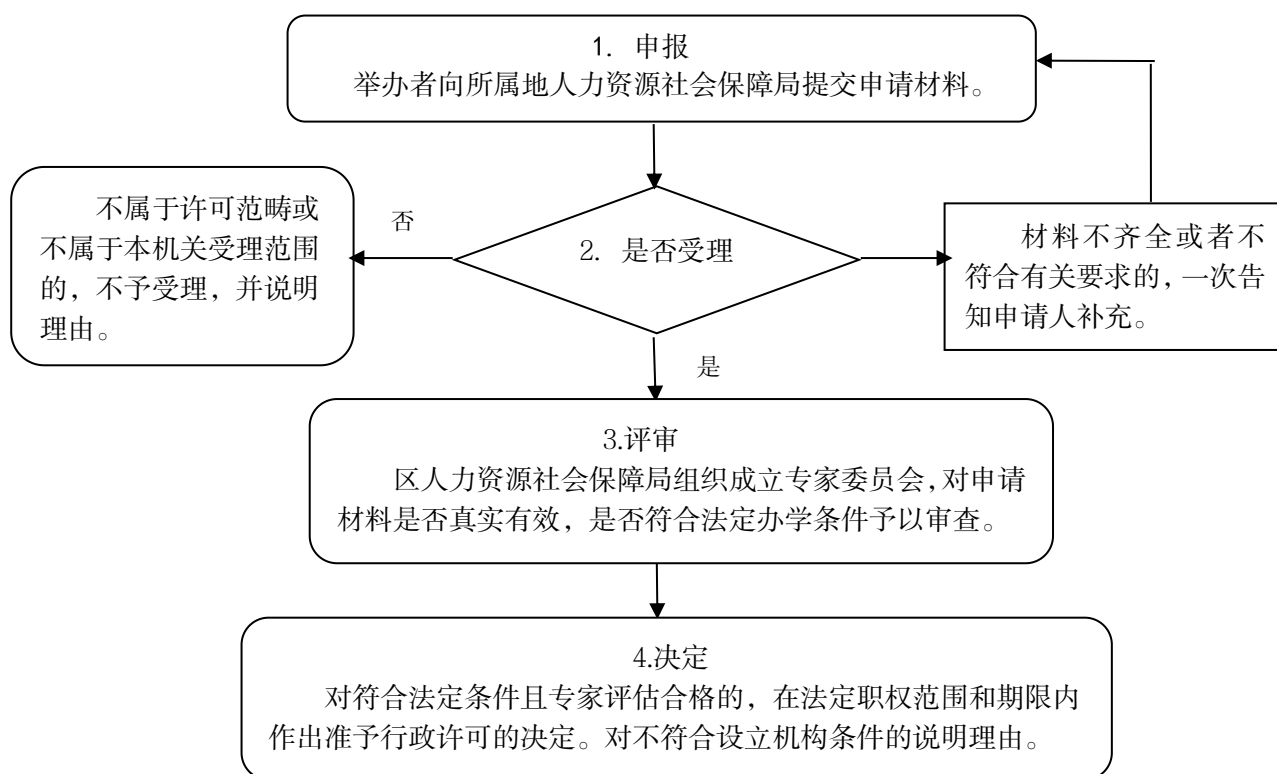 1. 申报
举办者向所属地人力资源社会保障局提交申请材料。
不属于许可范畴或
不属于本机关受理范围
的，不予受理，并说明
理由。
否
2. 是否受理
材料不齐全或者不
符合有关要求的，一次告
知申请人补充。
是
3.评审
区人力资源社会保障局组织成立专家委员会，对申请
材料是否真实有效，是否符合法定办学条件予以审查。
4.决定
对符合法定条件且专家评估合格的，在法定职权范围和期限内
作出准予行政许可的决定。对不符合设立机构条件的说明理由。